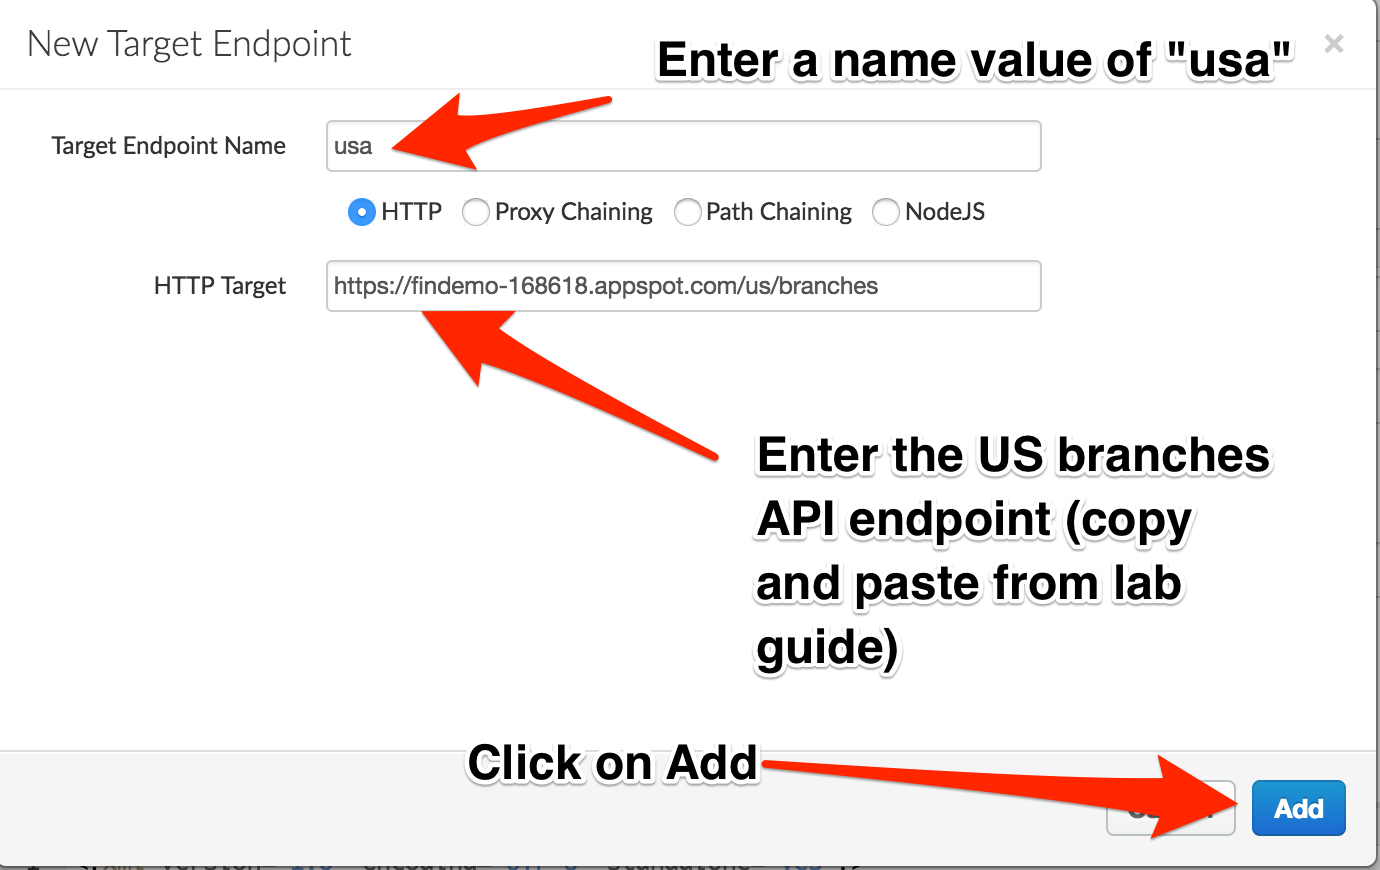 New Target Endpoint
Enter a name value of "usa"
×
Target Endpoint Name
usa
HTTP Proxy Chaining Path Chaining NodeJS
HTTP Target
https://findemo-168618.appspot.com/us/branches
Enter the US branches
API endpoint (copy
and paste from lab
guide)
Click on Add
Add